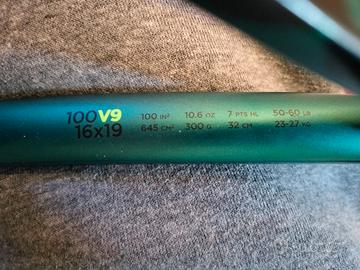 100V9 100 IN² 10.6 OZ 7 PTS HL 50-60 LB
16x19 645 CM² 300 G 32 CM 23-27 KG